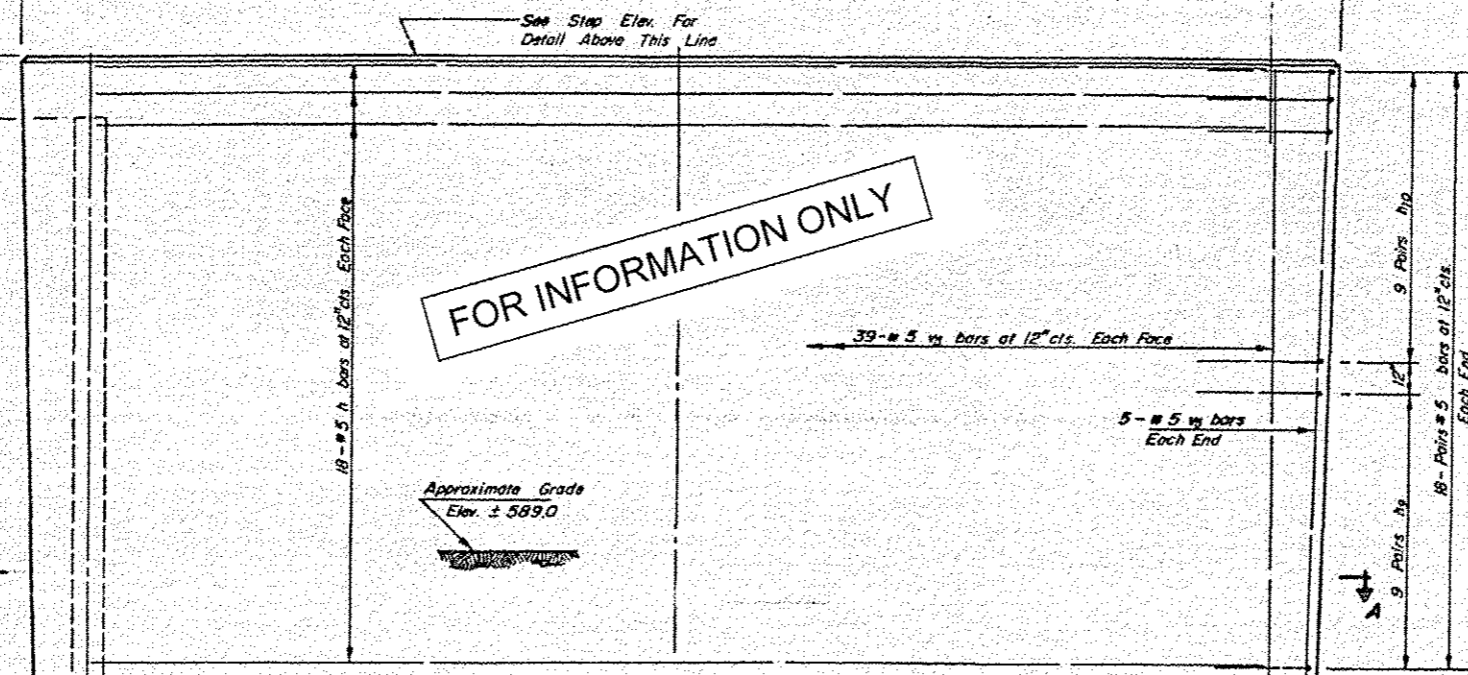 See Step Elev. For
Detail Above This Line
18-#5 h bars at 12"cts. Each Face
FOR INFORMATION ONLY
39-#5 bars at 12"cts. Each Face
5-#5 bars
Each End
Approximate Grade
Elev. ± 589.0
9 Pairs h10
12"
9 Pairs h9
18-Pairs #5 bars at 12"cts.
Each End
A